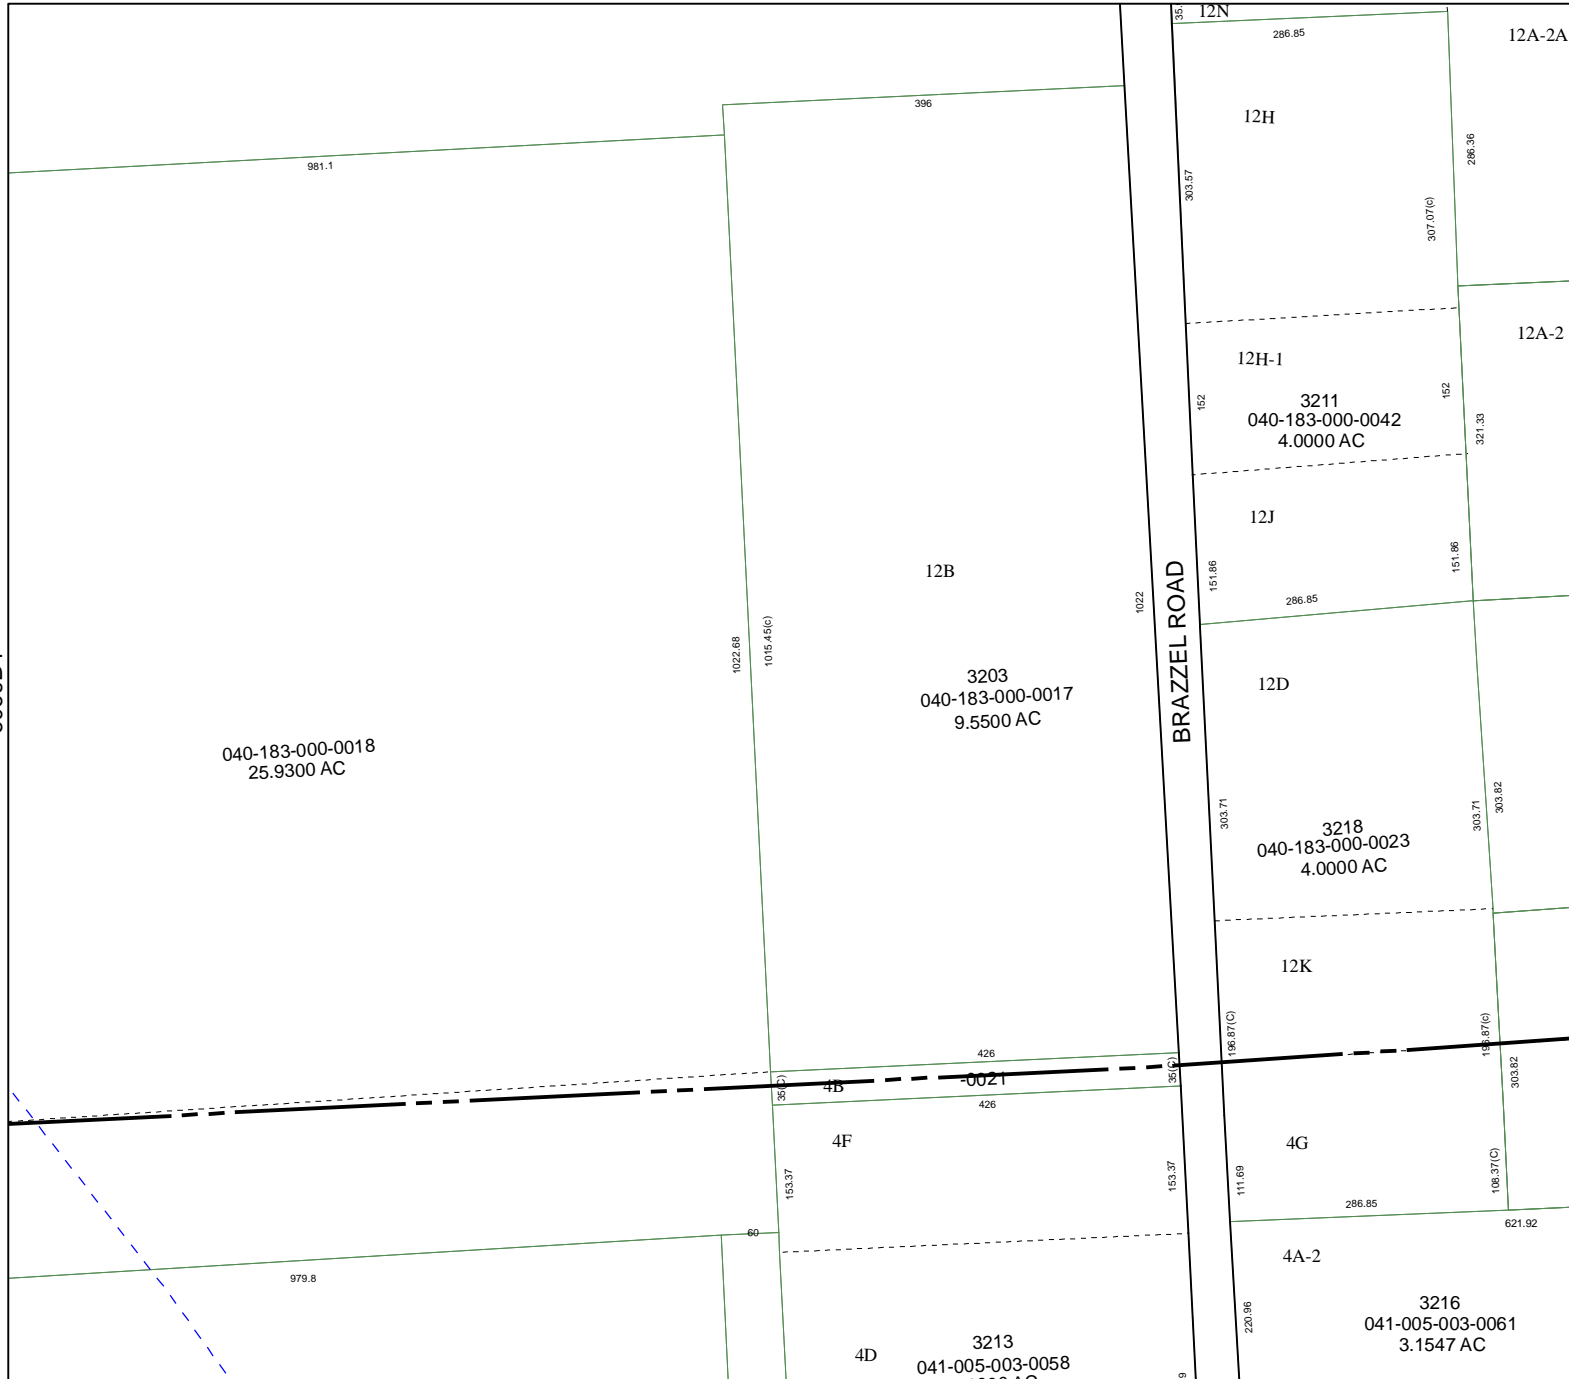 12N
35.
286.85
12A-2A
396
12H
981.1
286.36
303.57
307.07(c)
12A-2
12H-1
152
152
3211
040-183-000-0042
4.0000 AC
321.33
12J
151.86
151.86
286.85
12B
1022
BRAZZEL ROAD
1022.68
1015.45(c)
3203
040-183-000-0017
9.5500 AC
12D
040-183-000-0018
25.9300 AC
303.71
303.71
303.82
3218
040-183-000-0023
4.0000 AC
12K
196.87(C)
196.87(c)
426
35(C)
4B
-0021
35(C)
426
303.82
4F
4G
153.37
153.37
111.69
108.37(C)
286.85
621.92
60
979.8
4A-2
220.96
3216
041-005-003-0061
3.1547 AC
3213
4D
041-005-003-0058